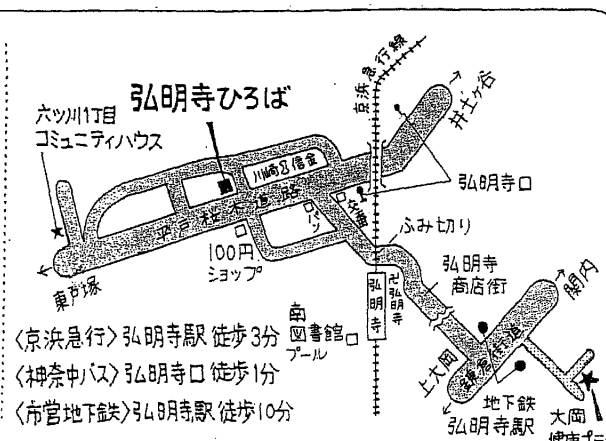 京浜急行線
井土ヶ谷
弘明寺ひろば
六ツ川1丁目
コミュニティハウス
川崎信金
弘明寺口
平戸桜木道路
交番
パン
ふみ切り
100円
ショップ
東戸塚
弘明寺
商店街
関内
弘明寺
卍弘明寺
南
図書館
プール
上大岡
鎌倉街道
〈京浜急行〉弘明寺駅 徒歩3分
〈神奈中バス〉弘明寺口 徒歩1分
〈市営地下鉄〉弘明寺駅 徒歩10分
地下鉄
弘明寺駅
大岡